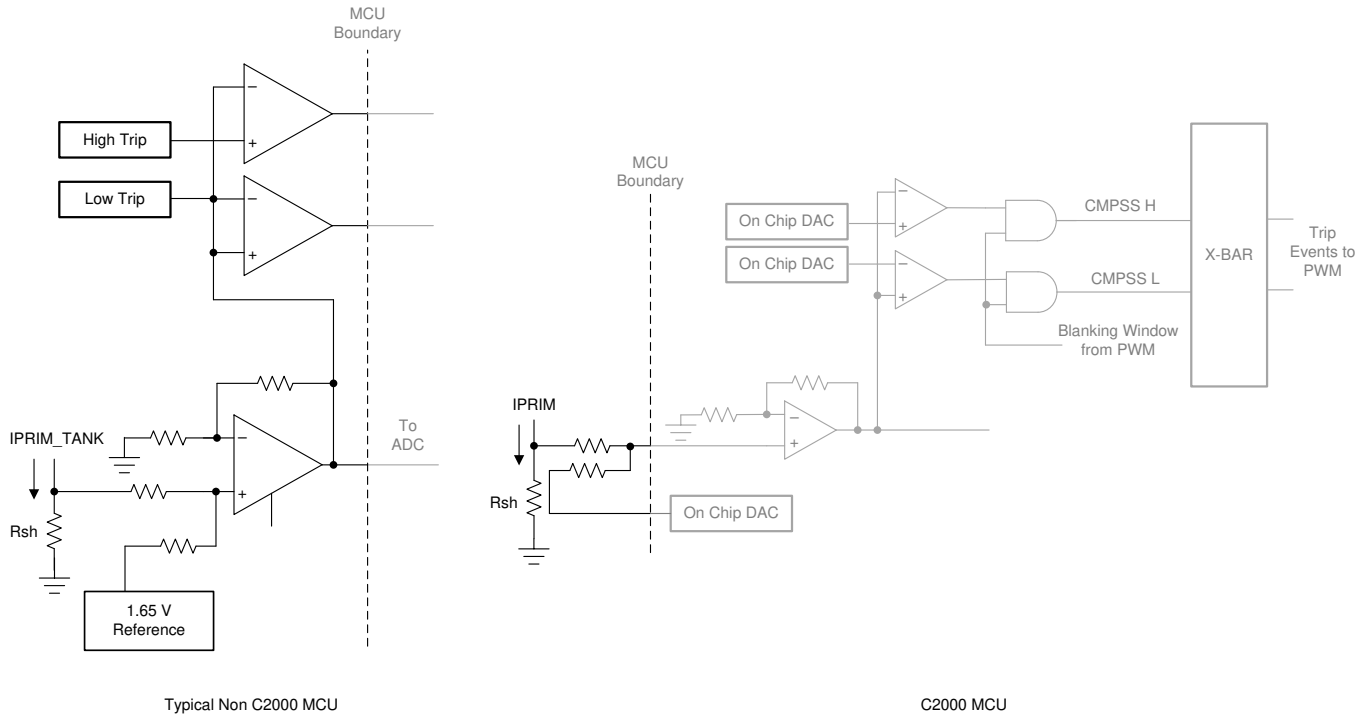 MCU
Boundary
−
High Trip
+
Low Trip
−
+
IPRIM_TANK
−
To
ADC
+
Rsh
1.65 V
Reference
Typical Non C2000 MCU
MCU
Boundary
On Chip DAC
−
+
On Chip DAC
−
+
CMPSS H
CMPSS L
X-BAR
Trip
Events to
PWM
Blanking Window
from PWM
IPRIM
−
+
Rsh
On Chip DAC
C2000 MCU